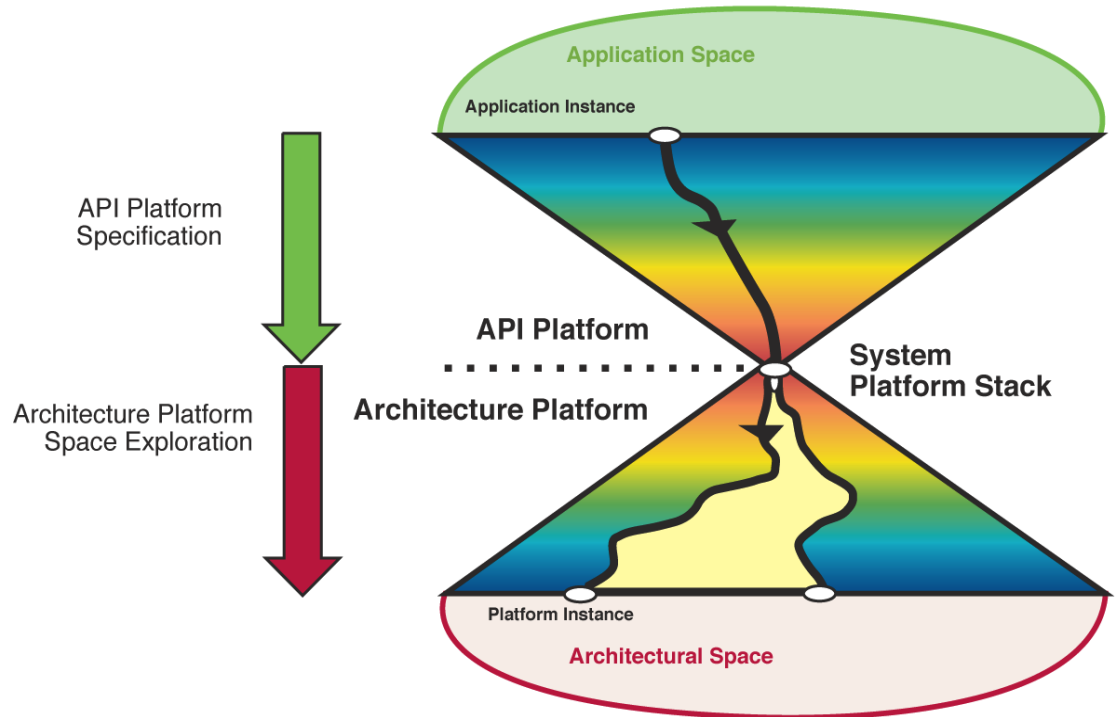 Application Space
Application Instance
API Platform
Specification
API Platform
System
Platform Stack
Architecture Platform
Architecture Platform
Space Exploration
Platform Instance
Architectural Space